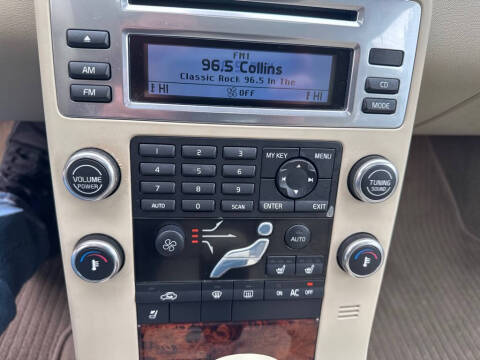 FM1
96.5 Collins
Classic Rock 96.5 In The
HI OFF HI
AM
FM
CD
MODE
VOLUME
POWER
TUNING
SOUND
1 2 3
4 5 6
7 8 9
AUTO 0 SCAN
MY KEY MENU
ENTER EXIT
AUTO
ON AC OFF